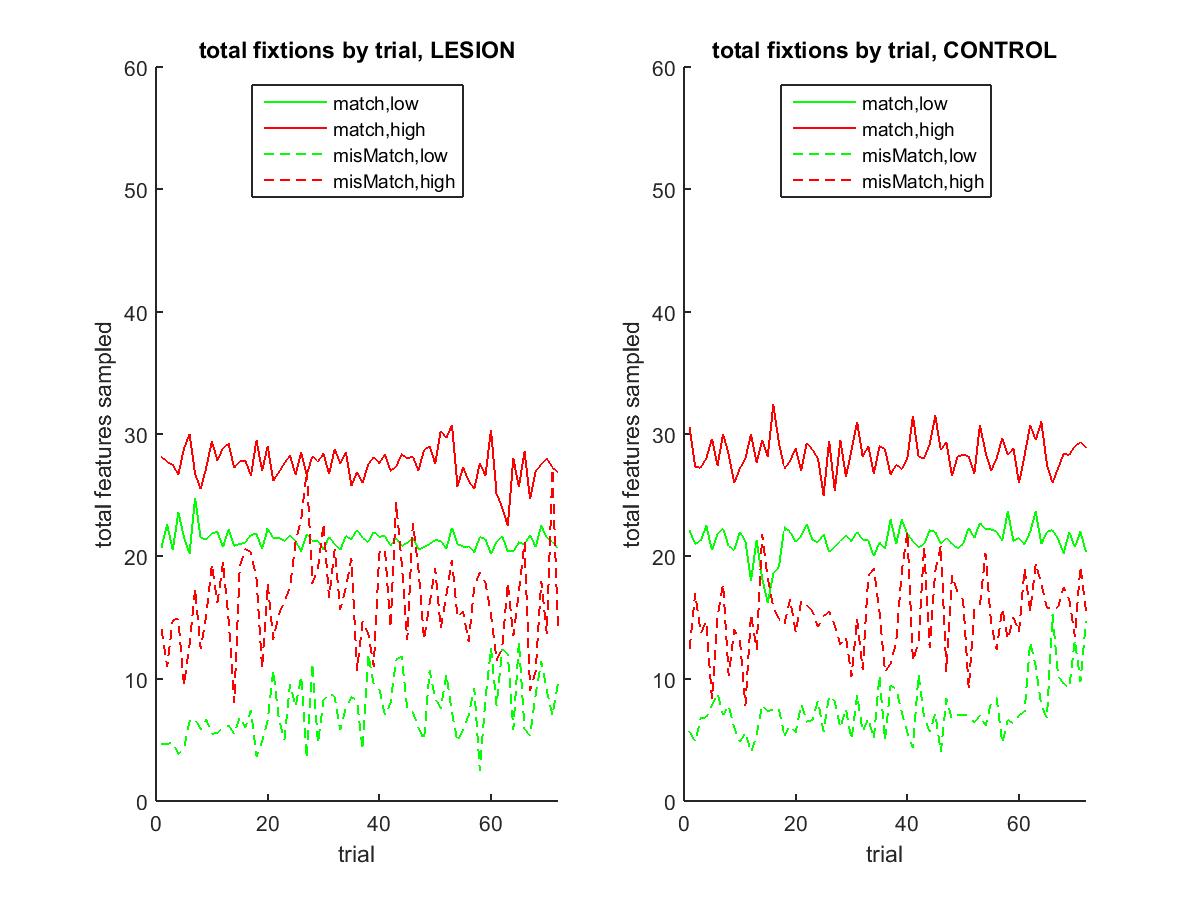 total fixtions by trial, LESION
60
50
40
30
20
10
0
total features sampled
match,low
match,high
misMatch,low
misMatch,high
0 20 40 60
trial
total fixtions by trial, CONTROL
60
50
40
30
20
10
0
total features sampled
match,low
match,high
misMatch,low
misMatch,high
0 20 40 60
trial